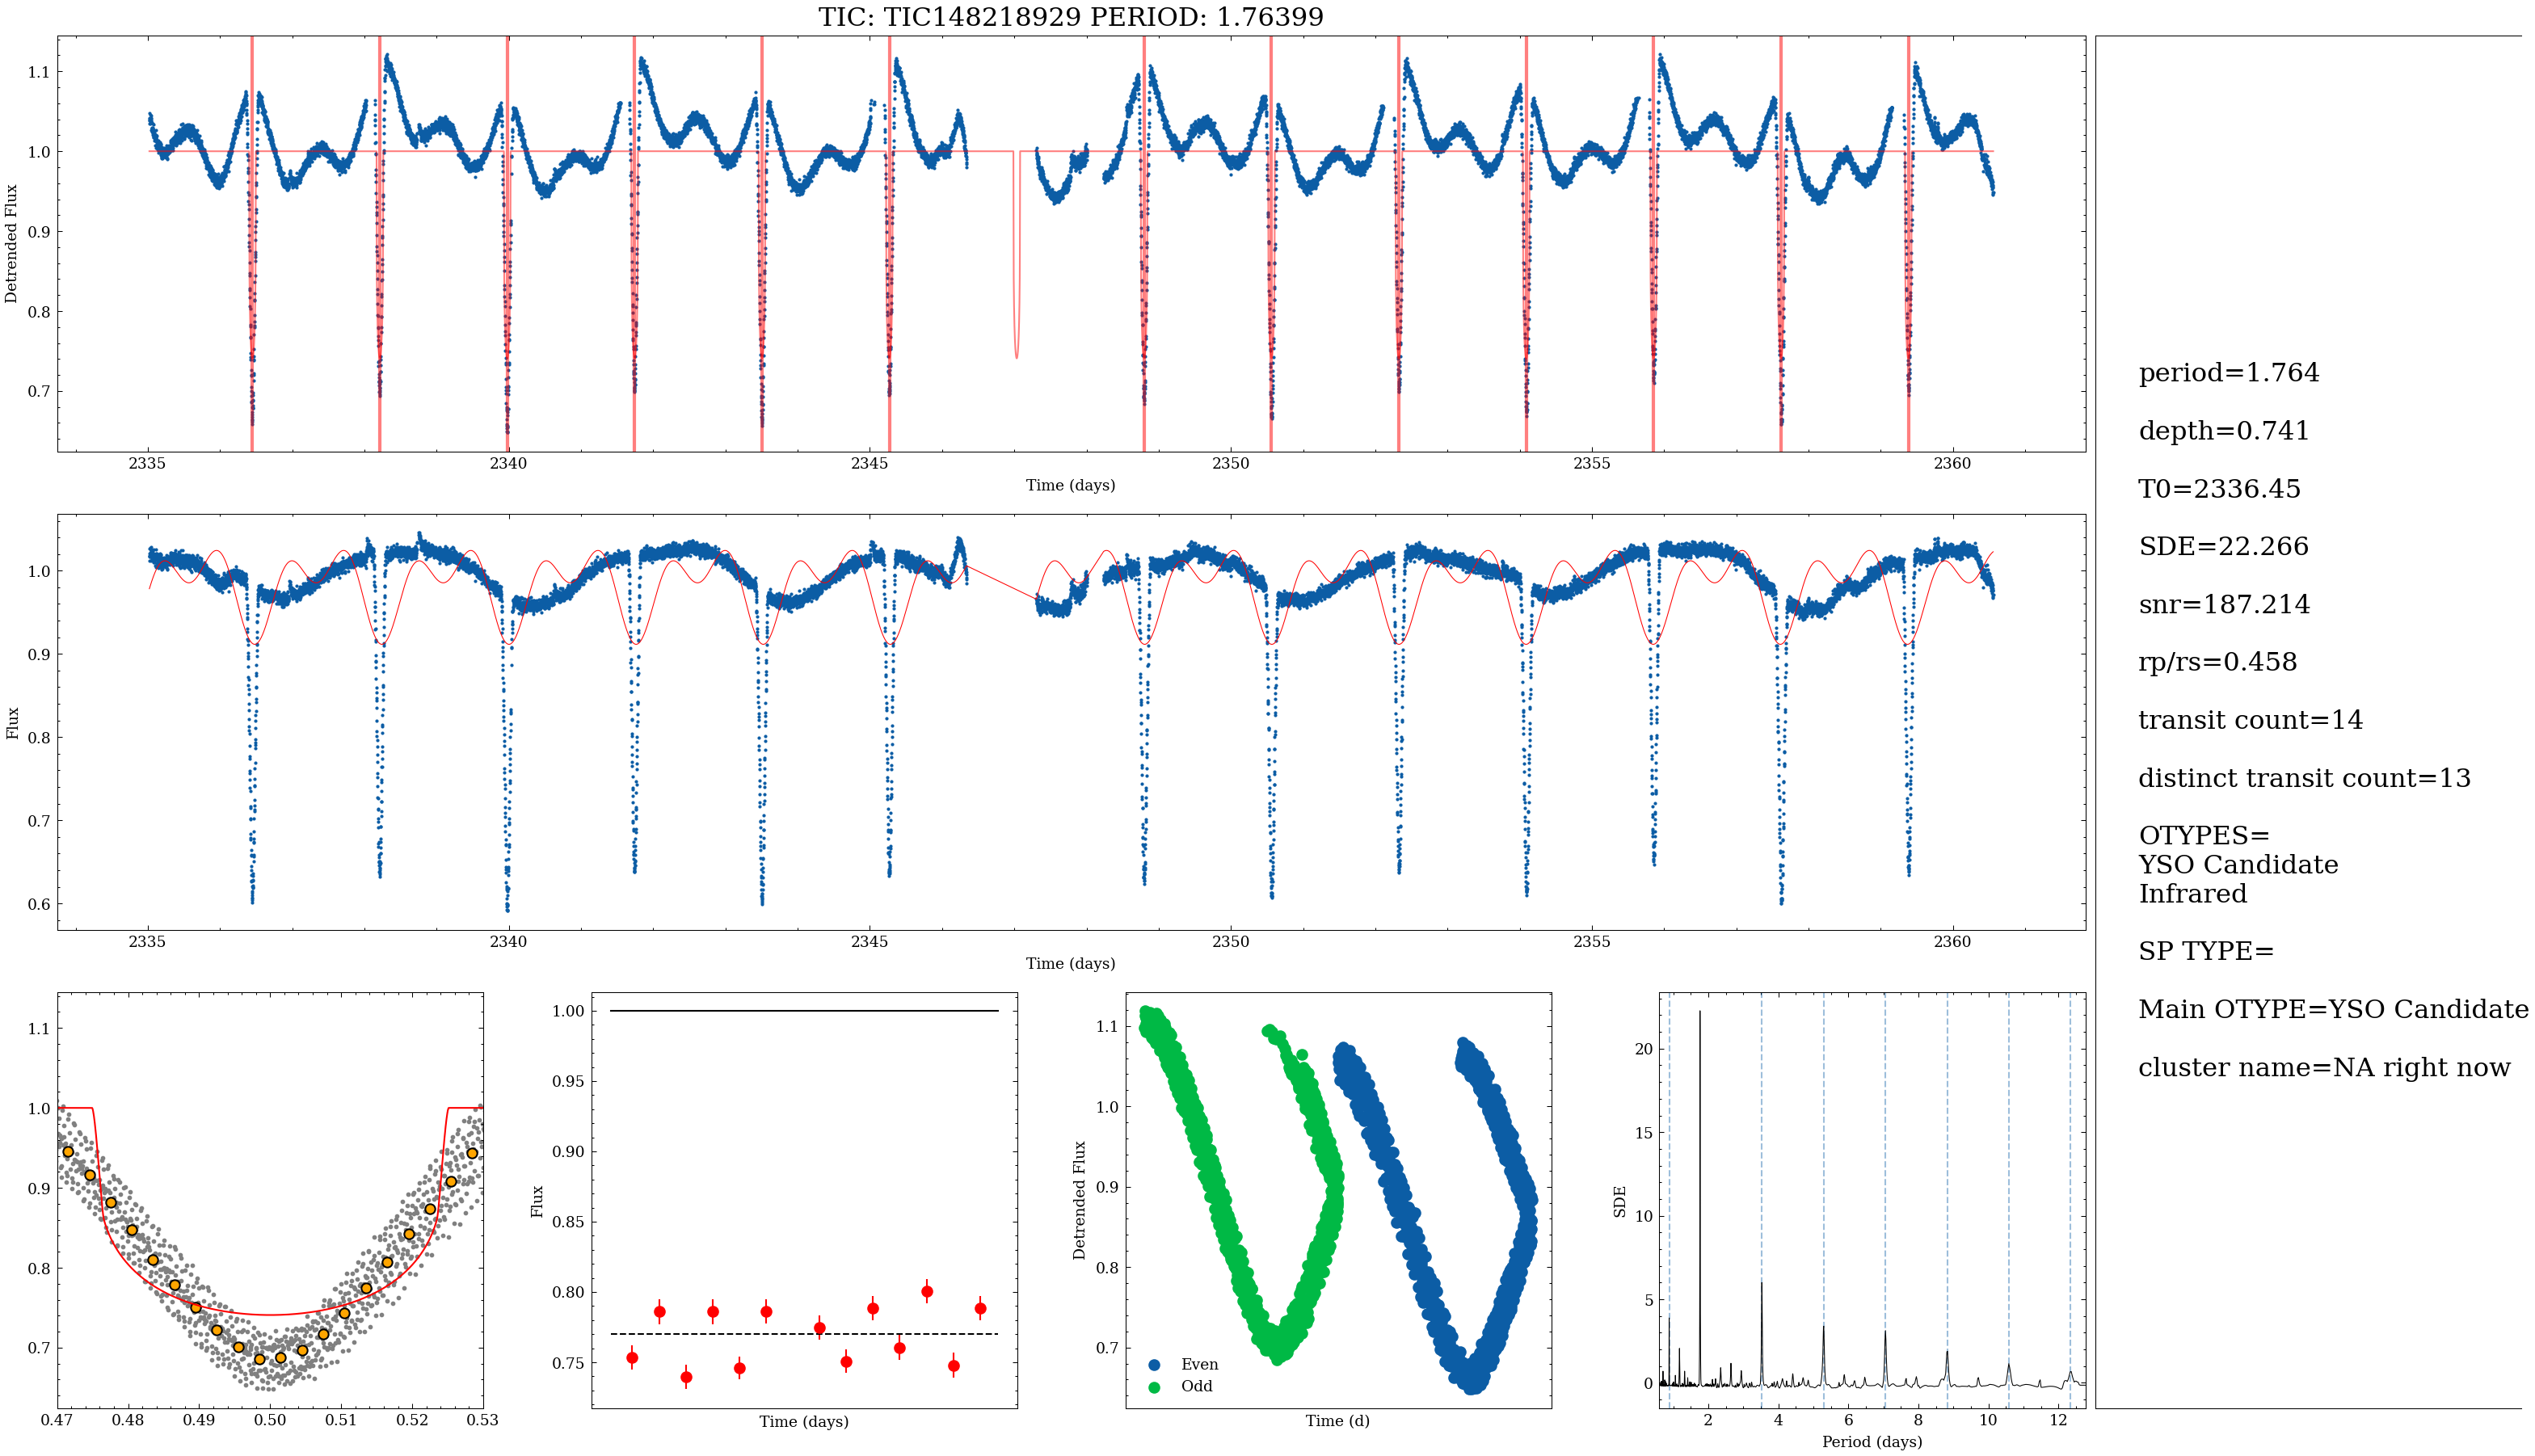 TIC: TIC148218929 PERIOD: 1.76399
Detrended Flux
1.1
1.0
0.9
0.8
0.7
2335
2340
2345
2350
2355
2360
Time (days)
Flux
1.0
0.9
0.8
0.7
0.6
2335
2340
2345
2350
2355
2360
Time (days)
1.1
1.0
0.9
0.8
0.7
0.47
0.48
0.49
0.50
0.51
0.52
0.53
Flux
1.00
0.95
0.90
0.85
0.80
0.75
Time (days)
Detrended Flux
1.1
1.0
0.9
0.8
0.7
Even
Odd
Time (d)
SDE
20
15
10
5
0
2
4
6
8
10
12
Period (days)
period=1.764
depth=0.741
T0=2336.45
SDE=22.266
snr=187.214
rp/rs=0.458
transit count=14
distinct transit count=13
OTYPES=
YSO Candidate
Infrared
SP TYPE=
Main OTYPE=YSO Candidate
cluster name=NA right now